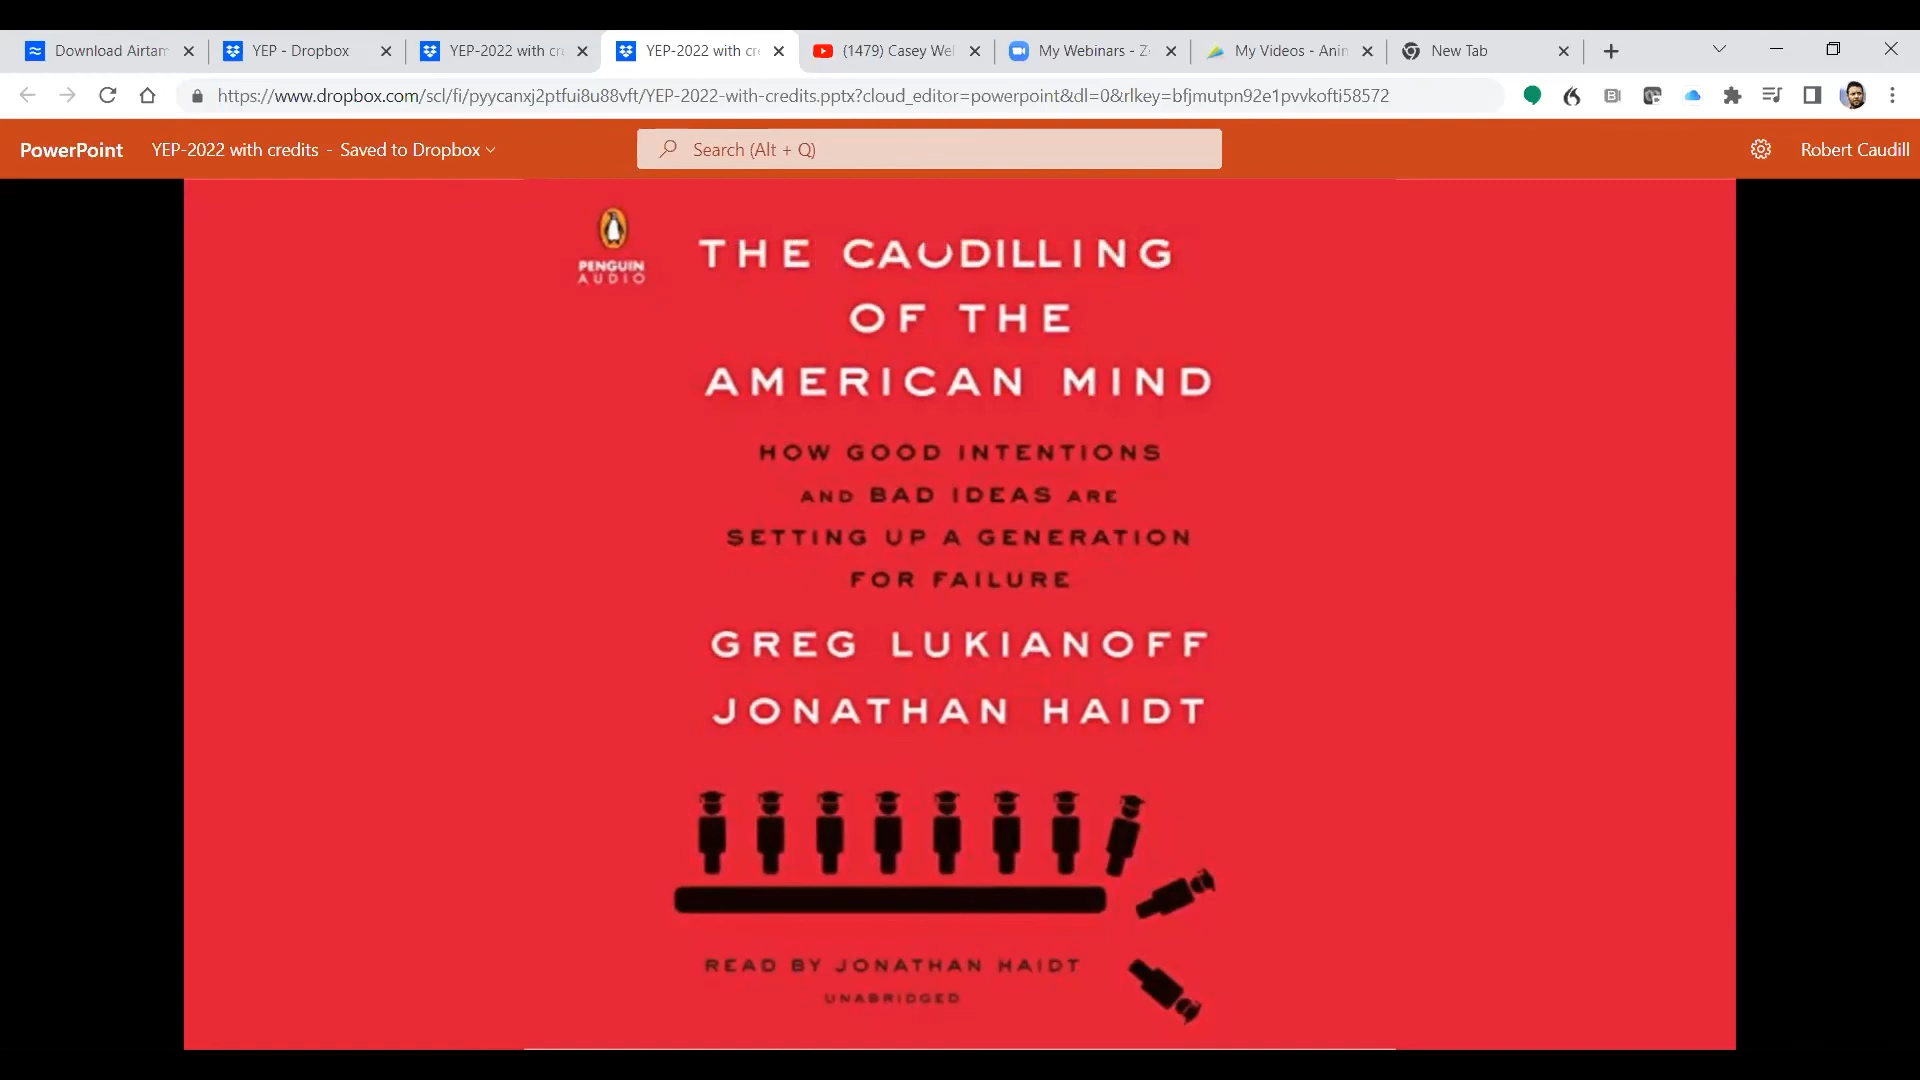 Download Airtam
YEP - Dropbox
YEP-2022 with cre
YEP-2022 with cre
(1479) Casey Wel
My Webinars - Zo
My Videos - Anin
New Tab
https://www.dropbox.com/scl/fi/pyycanxj2ptfui8u88vft/YEP-2022-with-credits.pptx?cloud_editor=powerpoint&dl=0&rlkey=bfjmutpn92e1pvvkofti58572
PowerPoint
YEP-2022 with credits - Saved to Dropbox
Search (Alt + Q)
Robert Caudill
PENGUIN
AUDIO
THE CAUDILLING
OF THE
AMERICAN MIND
HOW GOOD INTENTIONS
AND BAD IDEAS ARE
SETTING UP A GENERATION
FOR FAILURE
GREG LUKIANOFF
JONATHAN HAIDT
READ BY JONATHAN HAIDT
UNABRIDGED